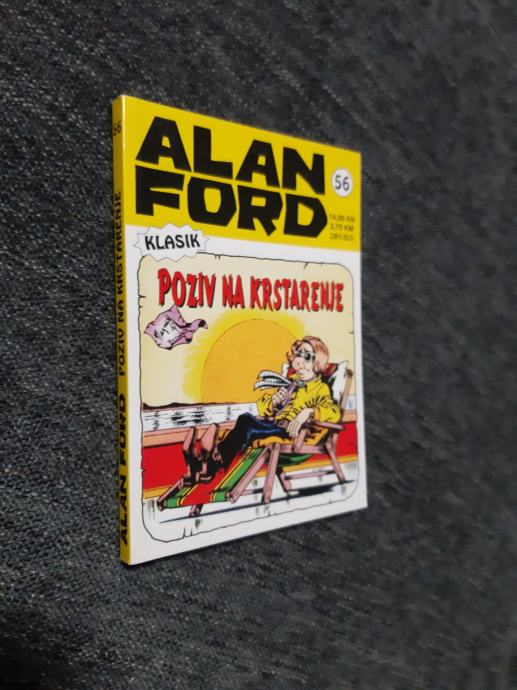 ALAN
FORD
56
KLASIK
POZIV NA KRSTARENJE
ALAN FORD POZIV NA KRSTARENJE 56